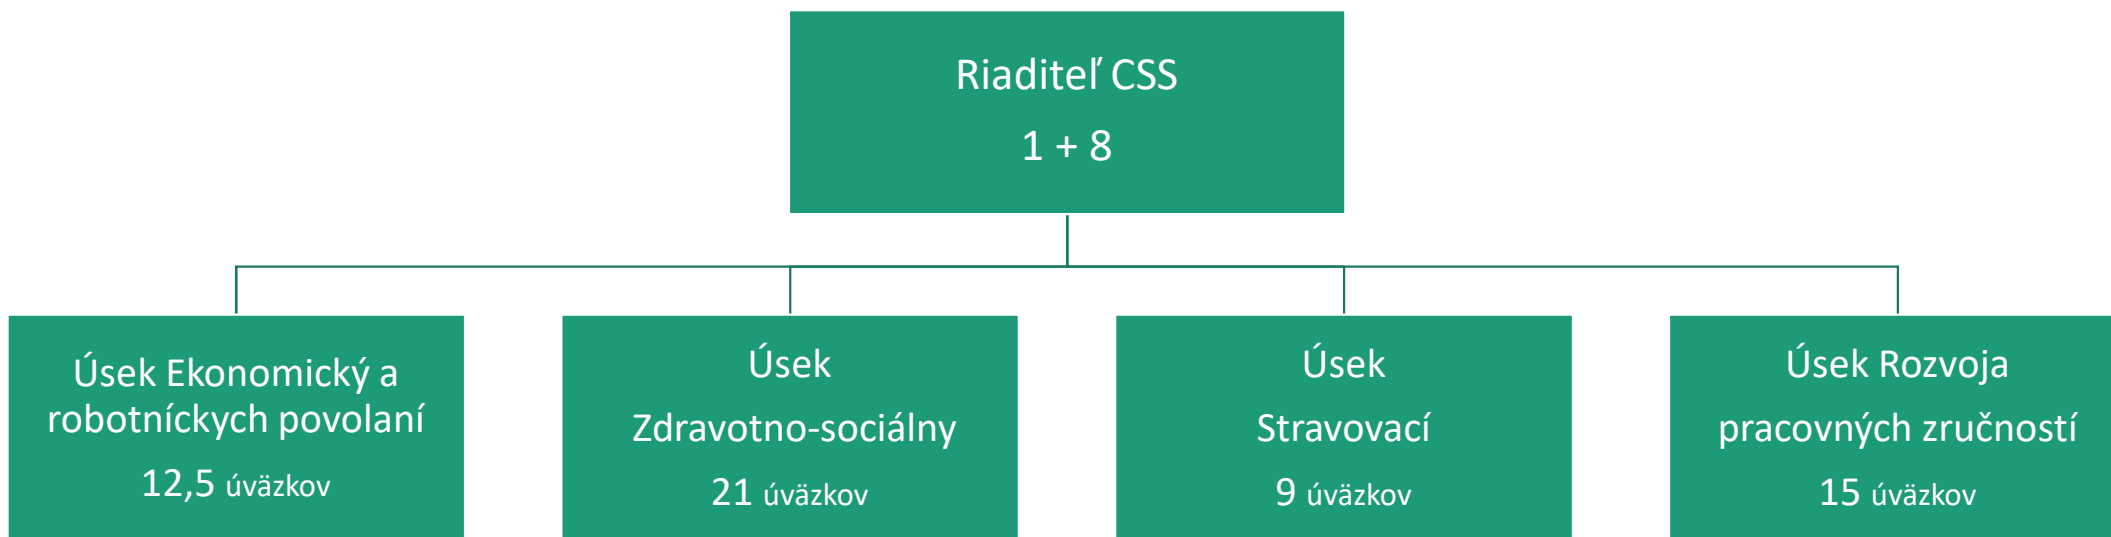 Riaditeľ CSS
1 + 8
Úsek Ekonomický a
robotníckych povolaní
12,5 úväzkov
Úsek
Zdravotno-sociálny
21 úväzkov
Úsek
Stravovací
9 úväzkov
Úsek Rozvoja
pracovných zručností
15 úväzkov